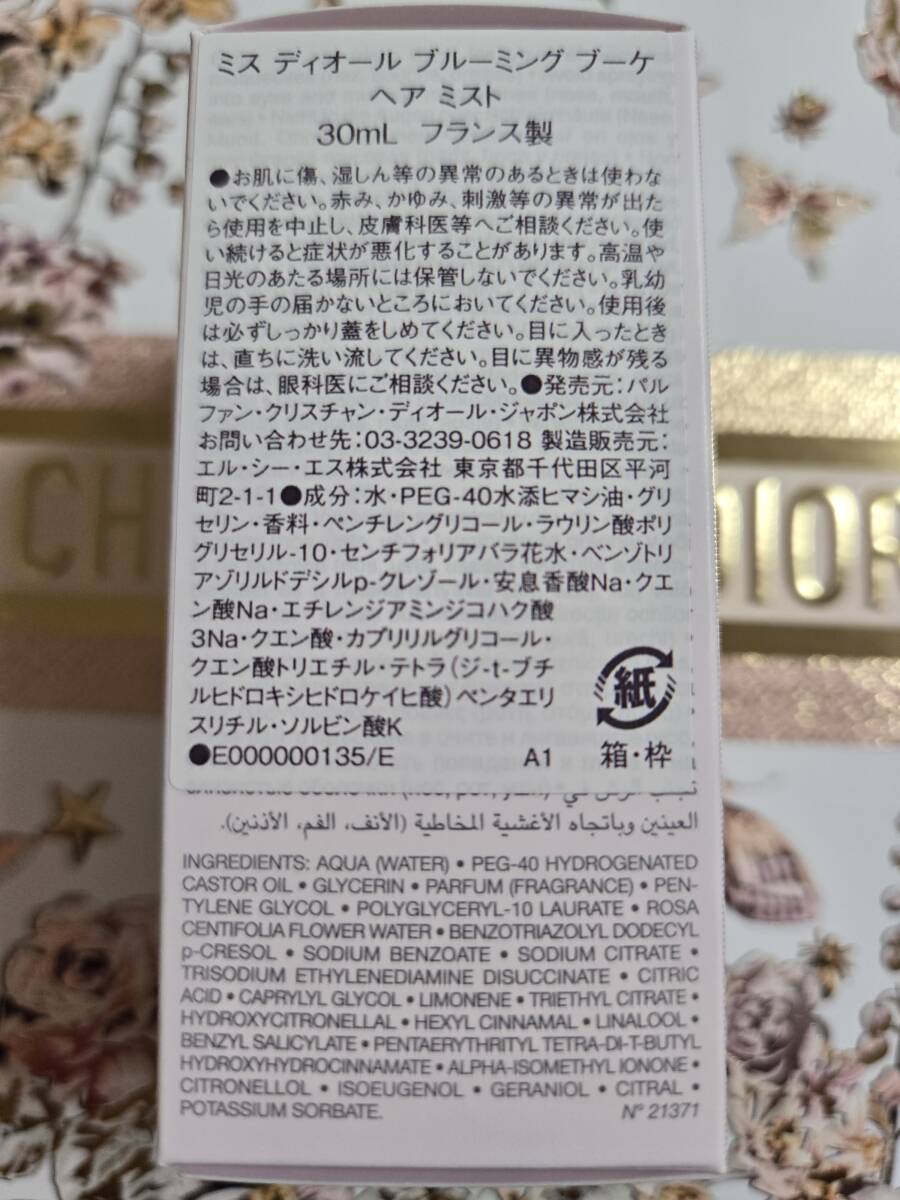 ミス ディオール ブルーミング ブーケ
ヘア ミスト
30mL フランス製
●お肌に傷、湿しん等の異常のあるときは使わな
いでください。赤み、かゆみ、刺激等の異常が出た
ら使用を中止し、皮膚科医等へご相談ください。使
い続けると症状が悪化することがあります。高温や
日光のあたる場所には保管しないでください。乳幼
児の手の届かないところにおいてください。使用後
は必ずしっかり蓋をしめてください。目に入ったとき
は、直ちに洗い流してください。目に異物感が残る
場合は、眼科医にご相談ください。●発売元:パル
ファン・クリスチャン・ディオール・ジャポン株式会社
お問い合わせ先:03-3239-0618 製造販売元:
エル・シー・エス株式会社 東京都千代田区平河
町2-1-1●成分:水・PEG-40水添ヒマシ油・グリ
セリン・香料・ペンチレングリコール・ラウリン酸ポリ
グリセリル-10・センチフォリアバラ花水・ベンゾトリ
アゾリルドデシルp-クレゾール・安息香酸Na・クエ
ン酸Na・エチレンジアミンジコハク酸
3Na・クエン酸・カプリリルグリコール・
クエン酸トリエチル・テトラ(ジ-t-ブチ
ルヒドロキシヒドロケイヒ酸)ペンタエリ
スリチル・ソルビン酸K
紙
●E000000135/E A1 箱・枠
العينين وباتجاه الأغشية المخاطية (الأنف، الفم، الأذنين).
INGREDIENTS: AQUA (WATER) • PEG-40 HYDROGENATED
CASTOR OIL • GLYCERIN • PARFUM (FRAGRANCE) • PEN-
TYLENE GLYCOL • POLYGLYCERYL-10 LAURATE • ROSA
CENTIFOLIA FLOWER WATER • BENZOTRIAZOLYL DODECYL
p-CRESOL • SODIUM BENZOATE • SODIUM CITRATE •
TRISODIUM ETHYLENEDIAMINE DISUCCINATE • CITRIC
ACID • CAPRYLYL GLYCOL • LIMONENE • TRIETHYL CITRATE •
HYDROXYCITRONELLAL • HEXYL CINNAMAL • LINALOOL •
BENZYL SALICYLATE • PENTAERYTHRITYL TETRA-DI-T-BUTYL
HYDROXYHYDROCINNAMATE • ALPHA-ISOMETHYL IONONE •
CITRONELLOL • ISOEUGENOL • GERANIOL • CITRAL •
POTASSIUM SORBATE. N° 21371
CH
DIOR